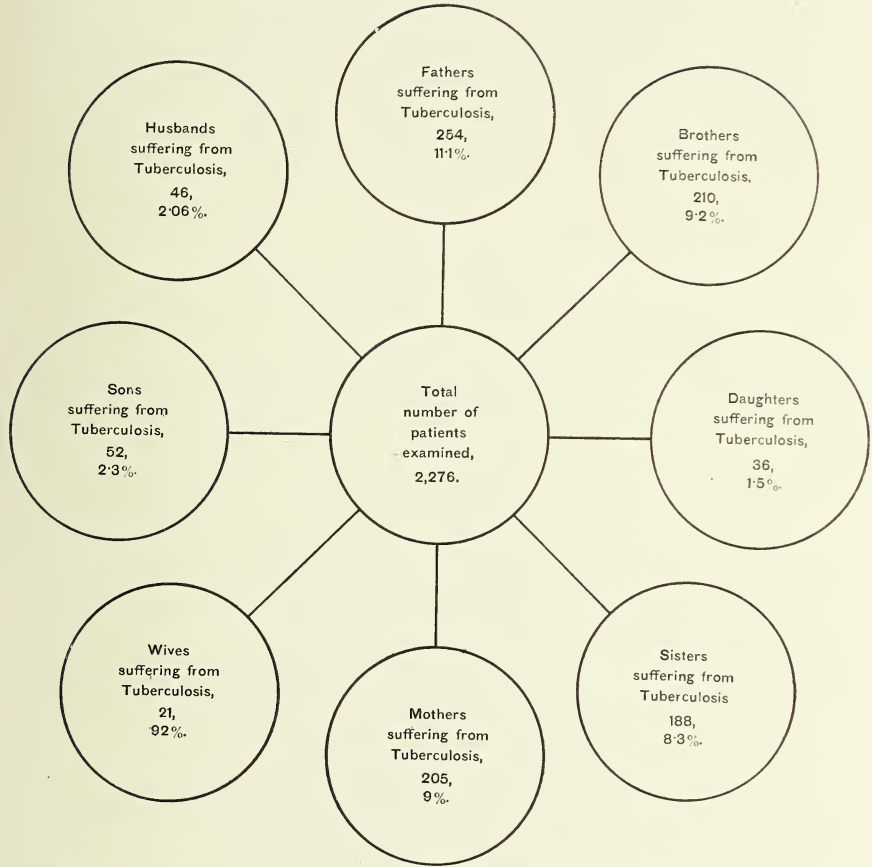 Fathers
suffering from
Tuberculosis,
254,
11·1%.
Husbands
suffering from
Tuberculosis,
46,
2·06%.
Brothers
suffering from
Tuberculosis,
210,
9·2%.
Sons
suffering from
Tuberculosis,
52,
2·3%.
Total
number of
patients
examined,
2,276.
Daughters
suffering from
Tuberculosis,
36,
1·5%.
Wives
suffering from
Tuberculosis,
21,
·92%.
Mothers
suffering from
Tuberculosis,
205,
9%.
Sisters
suffering from
Tuberculosis
188,
8·3%.